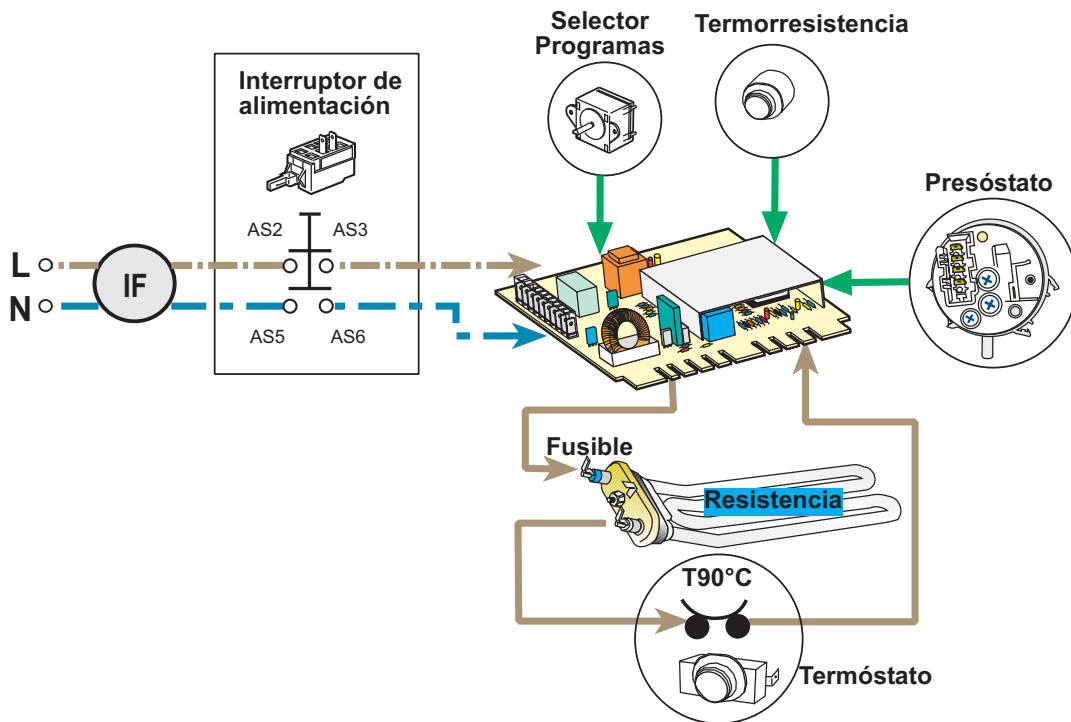 Selector
Programas
Termorresistencia
Interruptor de
alimentación
Presóstato
AS2
AS3
L
IF
N
AS5
AS6
Fusible
Resistencia
T90°C
Termóstato